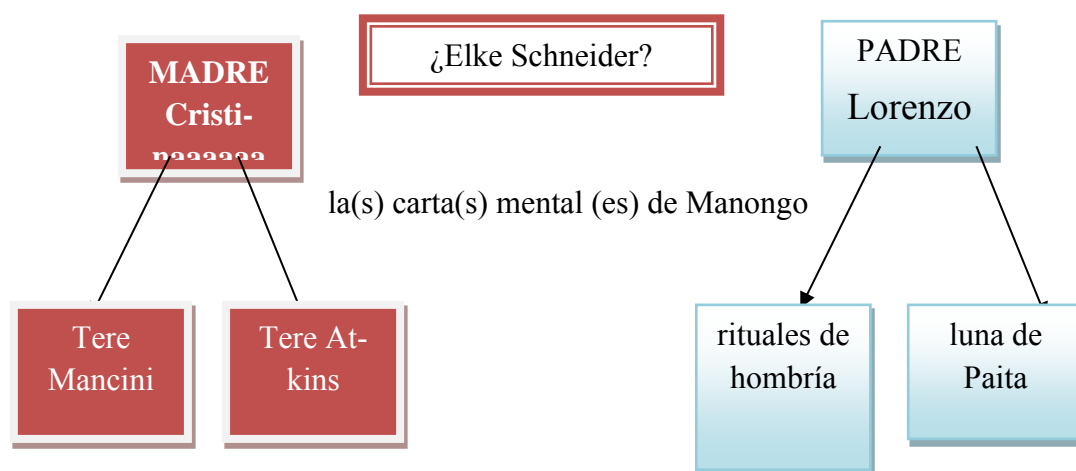 ¿Elke Schneider?
MADRE
Cristi-
naaaaaa
PADRE
Lorenzo
la(s) carta(s) mental (es) de Manongo
Tere
Mancini
Tere At-
kins
rituales de
hombría
luna de
Paita